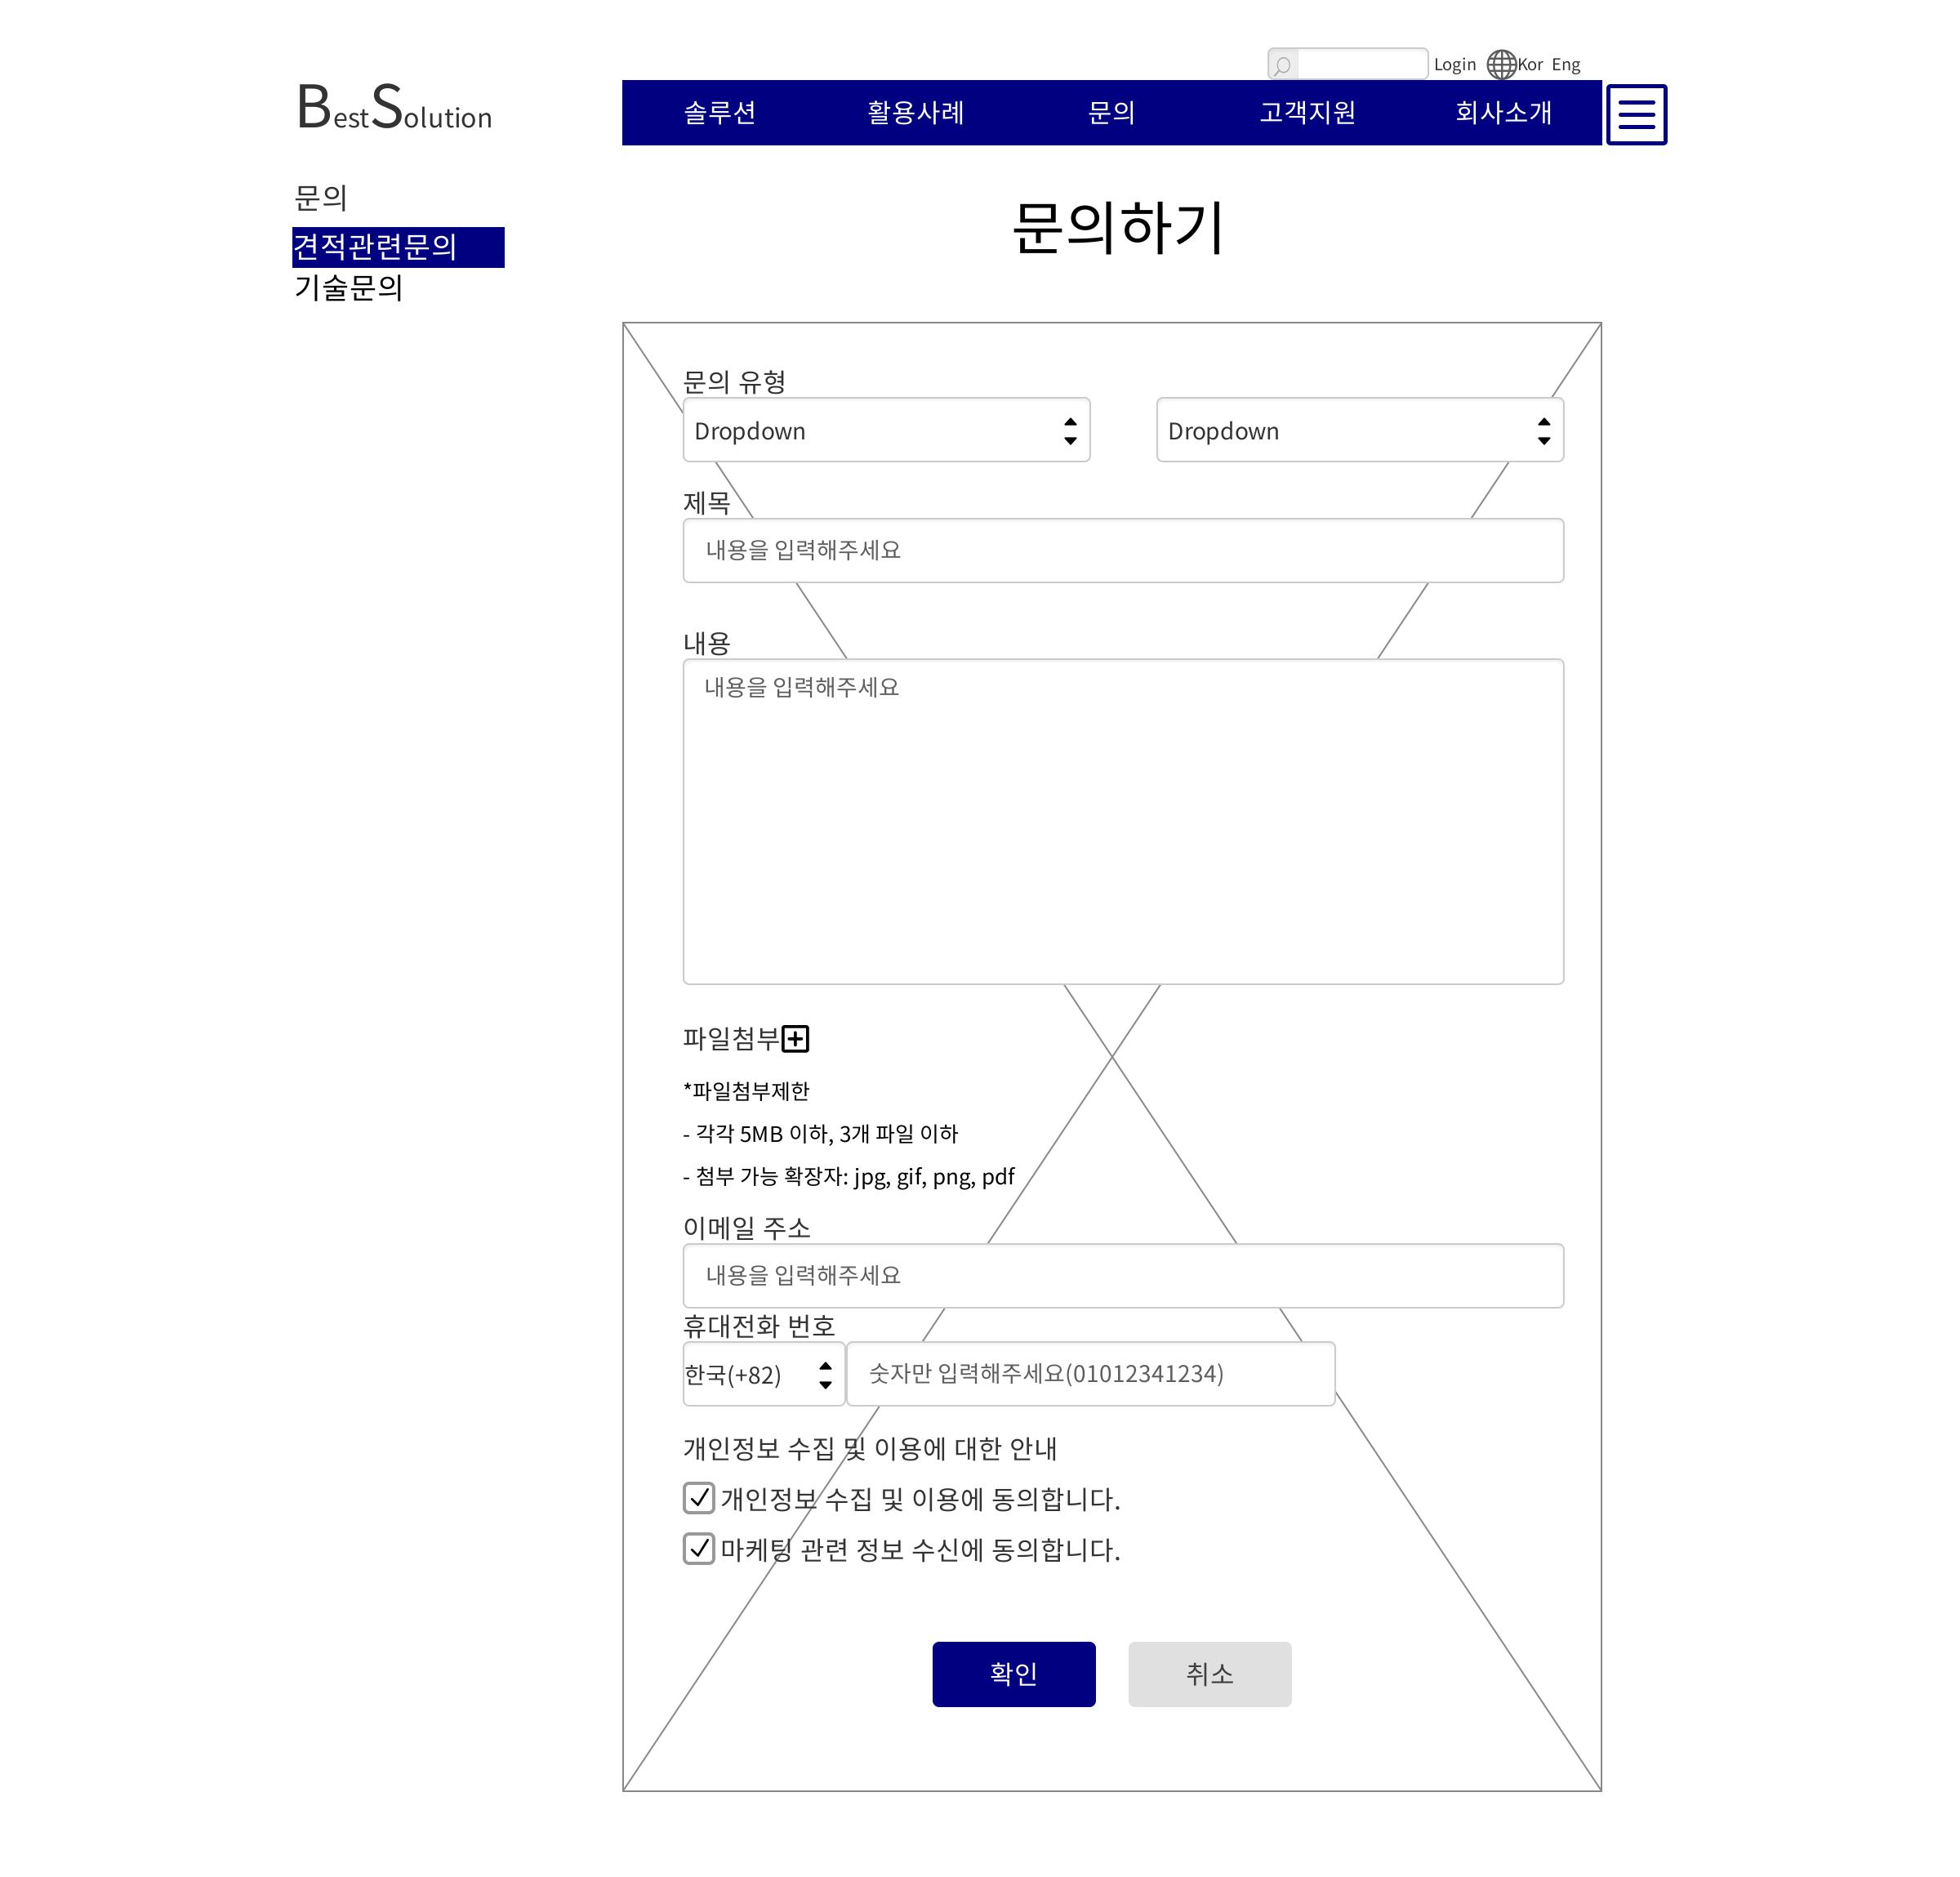 Login Kor Eng
BestSolution
솔루션 활용사례 문의 고객지원 회사소개
문의
견적관련문의
기술문의
문의하기
문의 유형
Dropdown Dropdown
제목
내용을 입력해주세요
내용
내용을 입력해주세요
파일첨부
*파일첨부제한
- 각각 5MB 이하, 3개 파일 이하
- 첨부 가능 확장자: jpg, gif, png, pdf
이메일 주소
내용을 입력해주세요
휴대전화 번호
한국(+82) 숫자만 입력해주세요(01012341234)
개인정보 수집 및 이용에 대한 안내
개인정보 수집 및 이용에 동의합니다.
마케팅 관련 정보 수신에 동의합니다.
확인 취소